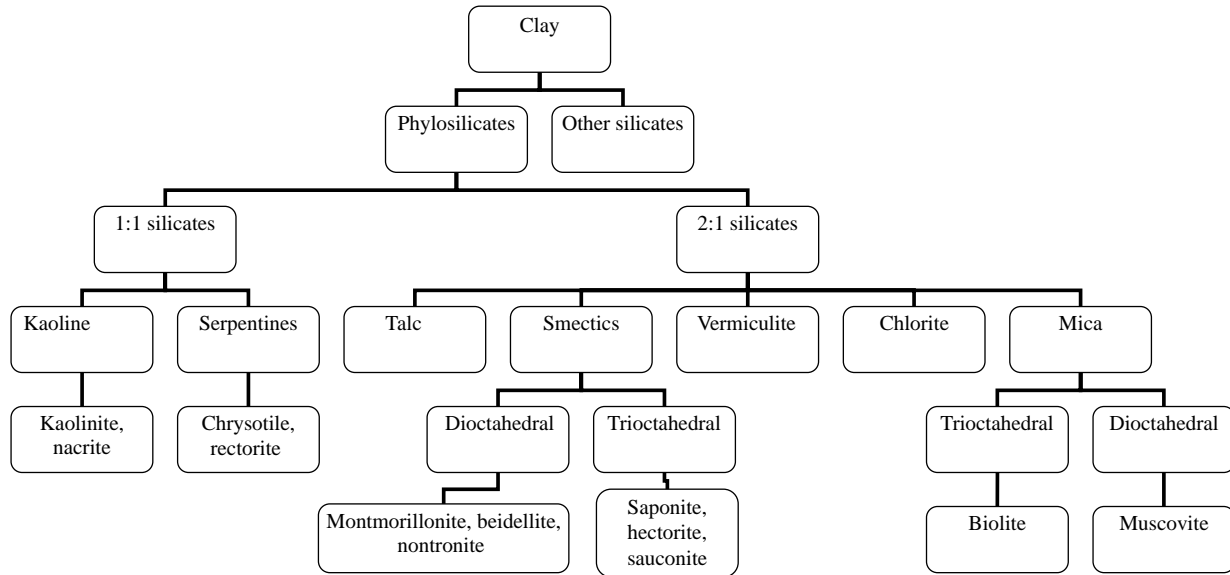 Clay
Phylosilicates
Other silicates
1:1 silicates
2:1 silicates
Kaoline
Serpentines
Talc
Smectics
Vermiculite
Chlorite
Mica
Kaolinite,
nacrite
Chrysotile,
rectorite
Dioctahedral
Trioctahedral
Trioctahedral
Dioctahedral
Montmorillonite, beidellite,
nontronite
Saponite,
hectorite,
sauconite
Biolite
Muscovite